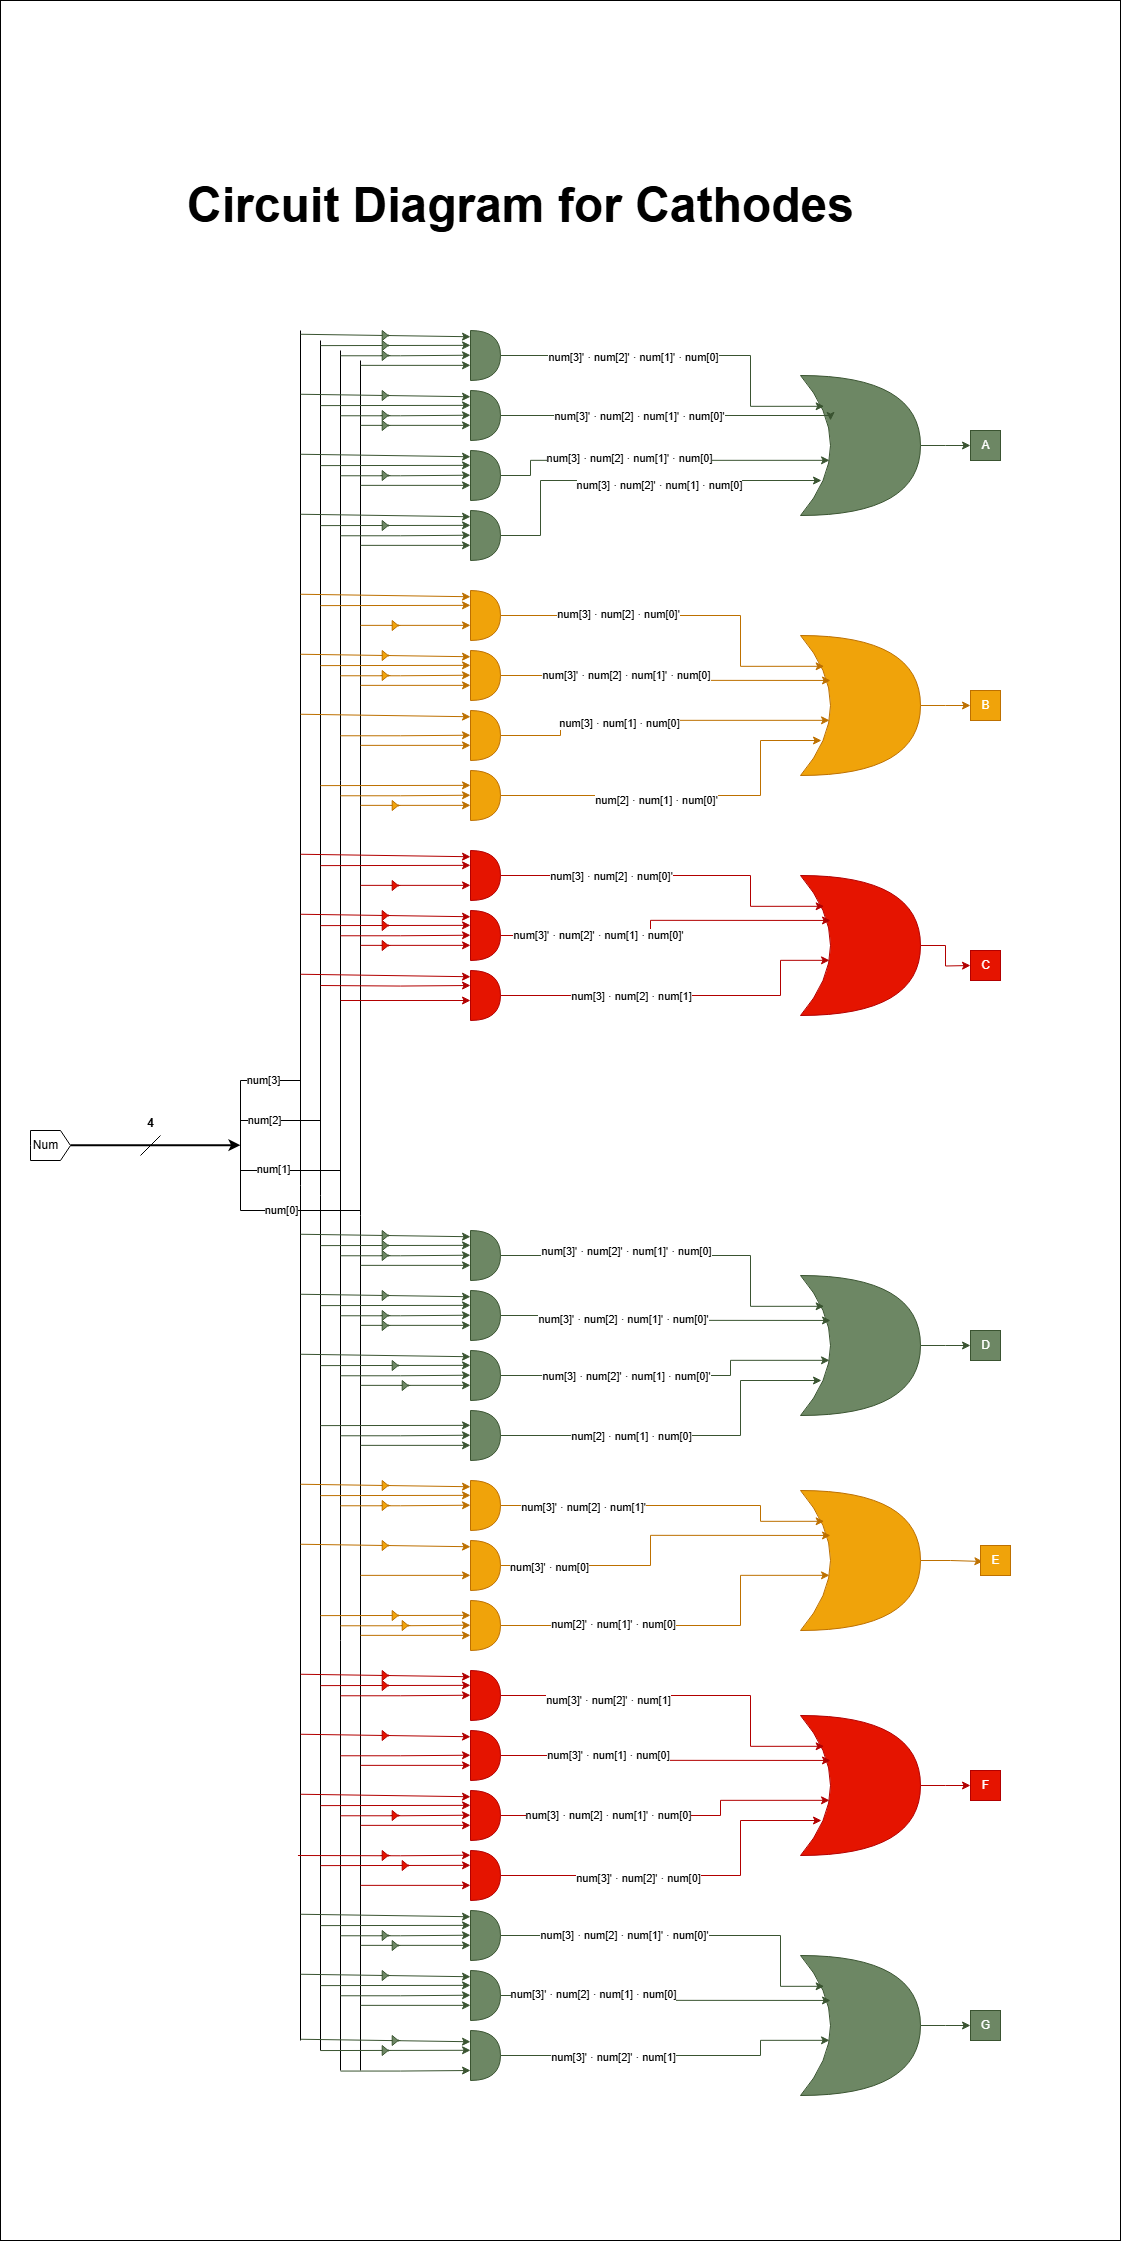 Circuit Diagram for Cathodes
num[3]' · num[2]' · num[1]' · num[0]
num[3]' · num[2] · num[1]' · num[0]'
A
num[3] · num[2] · num[1]' · num[0]
num[3] · num[2]' · num[1] · num[0]
num[3] · num[2] · num[0]'
num[3]' · num[2] · num[1]' · num[0]
B
num[3] · num[1] · num[0]
num[2] · num[1] · num[0]'
num[3] · num[2] · num[0]'
num[3]' · num[2]' · num[1] · num[0]'
C
num[3] · num[2] · num[1]
num[3]
4
num[2]
Num
num[1]
num[0]
num[3]' · num[2]' · num[1]' · num[0]
num[3]' · num[2] · num[1]' · num[0]'
D
num[3] · num[2]' · num[1] · num[0]'
num[2] · num[1] · num[0]
num[3]' · num[2] · num[1]'
E
num[3]' · num[0]
num[2]' · num[1]' · num[0]
num[3]' · num[2]' · num[1]
num[3]' · num[1] · num[0]
F
num[3] · num[2] · num[1]' · num[0]
num[3]' · num[2]' · num[0]
num[3] · num[2] · num[1]' · num[0]'
num[3]' · num[2] · num[1] · num[0]
G
num[3]' · num[2]' · num[1]